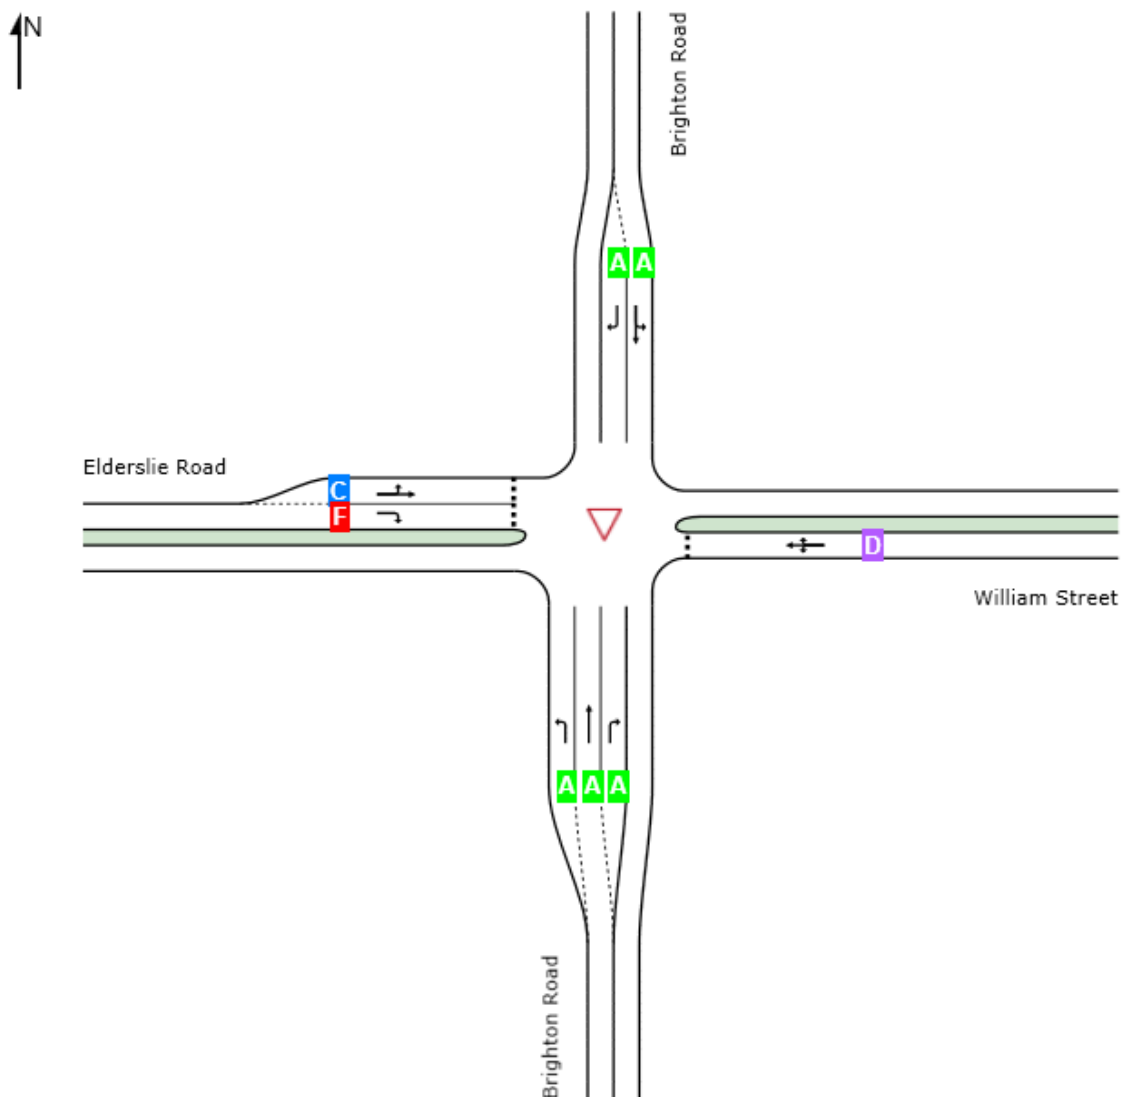 N
Brighton Road
A A
Elderslie Road
C
F
D
William Street
A A A
Brighton Road